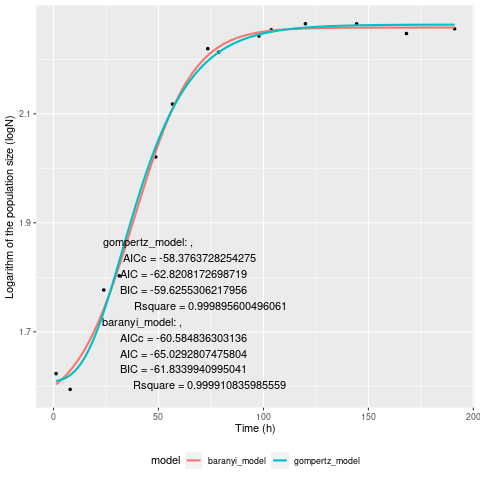 2.1
1.9
1.7
Logarithm of the population size (logN)
gompertz_model: ,
AICc = -58.3763728254275
AIC = -62.8208172698719
BIC = -59.6255306217956
Rsquare = 0.999895600496061
baranyi_model: ,
AICc = -60.584836303136
AIC = -65.0292807475804
BIC = -61.8339940995041
Rsquare = 0.999910835985559
0 50 100 150 200
Time (h)
model baranyi_model gompertz_model